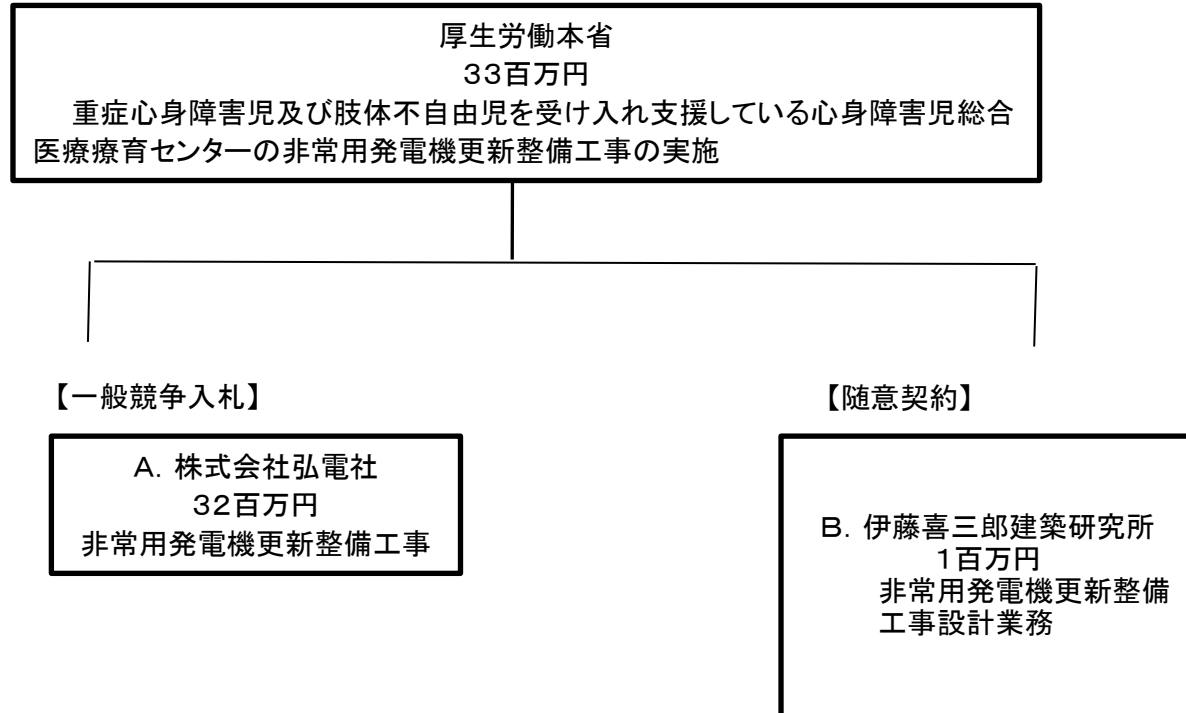 厚生労働本省
３３百万円
重症心身障害児及び肢体不自由児を受け入れ支援している心身障害児総合
医療療育センターの非常用発電機更新整備工事の実施
【一般競争入札】
【随意契約】
Ａ．株式会社弘電社
３２百万円
非常用発電機更新整備工事
Ｂ．伊藤喜三郎建築研究所
１百万円
非常用発電機更新整備
工事設計業務